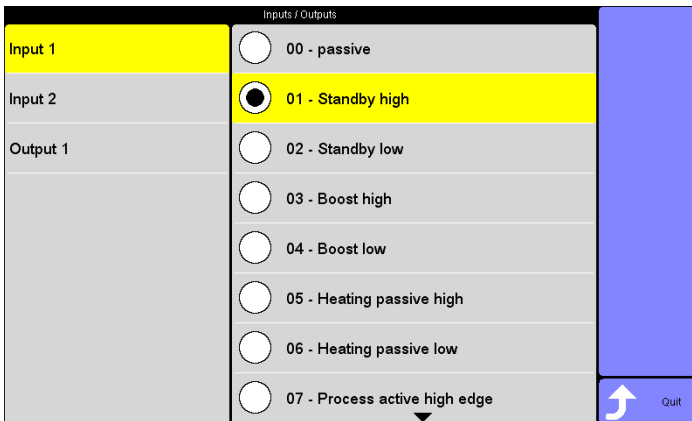 Inputs / Outputs
Input 1
Input 2
Output 1
00 - passive
01 - Standby high
02 - Standby low
03 - Boost high
04 - Boost low
05 - Heating passive high
06 - Heating passive low
07 - Process active high edge
Quit